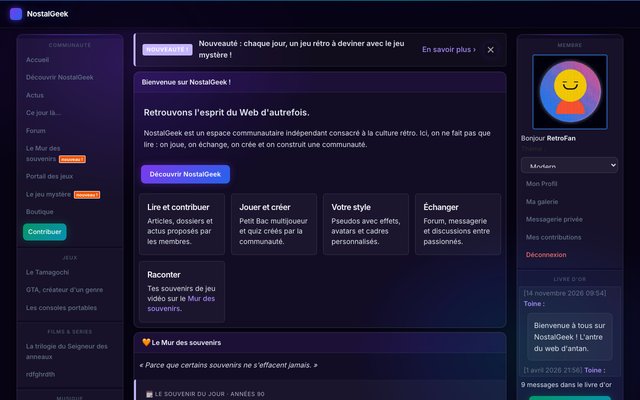 NostalGeek
COMMUNAUTÉ
Accueil
Découvrir NostalGeek
Actus
Ce jour là...
Forum
Le Mur des
souvenirs nouveau !
Portail des jeux
Le jeu mystère nouveau !
Boutique
Contribuer
JEUX
Le Tamagochi
GTA, créateur d'un genre
Les consoles portables
FILMS & SERIES
La trilogie du Seigneur des
anneaux
rdfghrdth
MUSIQUE
NOUVEAUTÉ !
Nouveauté : chaque jour, un jeu rétro à deviner avec le jeu
mystère !
En savoir plus ›
Bienvenue sur NostalGeek !
Retrouvons l'esprit du Web d'autrefois.
NostalGeek est un espace communautaire indépendant consacré à la culture rétro. Ici, on ne fait pas que
lire : on joue, on échange, on crée et on construit une communauté.
Découvrir NostalGeek
Lire et contribuer
Articles, dossiers et
actus proposés par
les membres.
Jouer et créer
Petit Bac multijoueur
et quiz créés par la
communauté.
Votre style
Pseudos avec effets,
avatars et cadres
personnalisés.
Échanger
Forum, messagerie
et discussions entre
passionnés.
Raconter
Tes souvenirs de jeu
vidéo sur le Mur des
souvenirs.
Le Mur des souvenirs
« Parce que certains souvenirs ne s'effacent jamais. »
LE SOUVENIR DU JOUR · ANNÉES 90
MEMBRE
Bonjour RetroFan
Modern
Mon Profil
Ma galerie
Messagerie privée
Mes contributions
Déconnexion
LIVRE D'OR
[14 novembre 2026 09:54]
Toine :
Bienvenue à tous sur
NostalGeek ! L'antre
du web d'antan.
[1 avril 2026 21:56] Toine :
9 messages dans le livre d'or